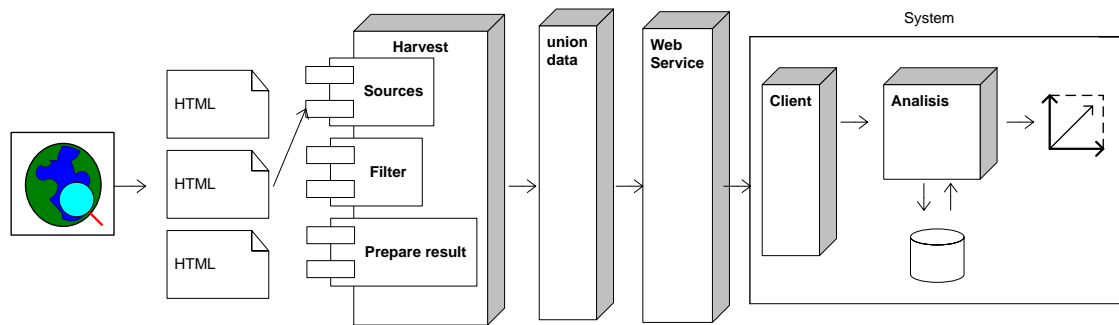 System
Harvest
union
data
Web
Service
HTML
HTML
HTML
Sources
Filter
Prepare result
Client
Analisis